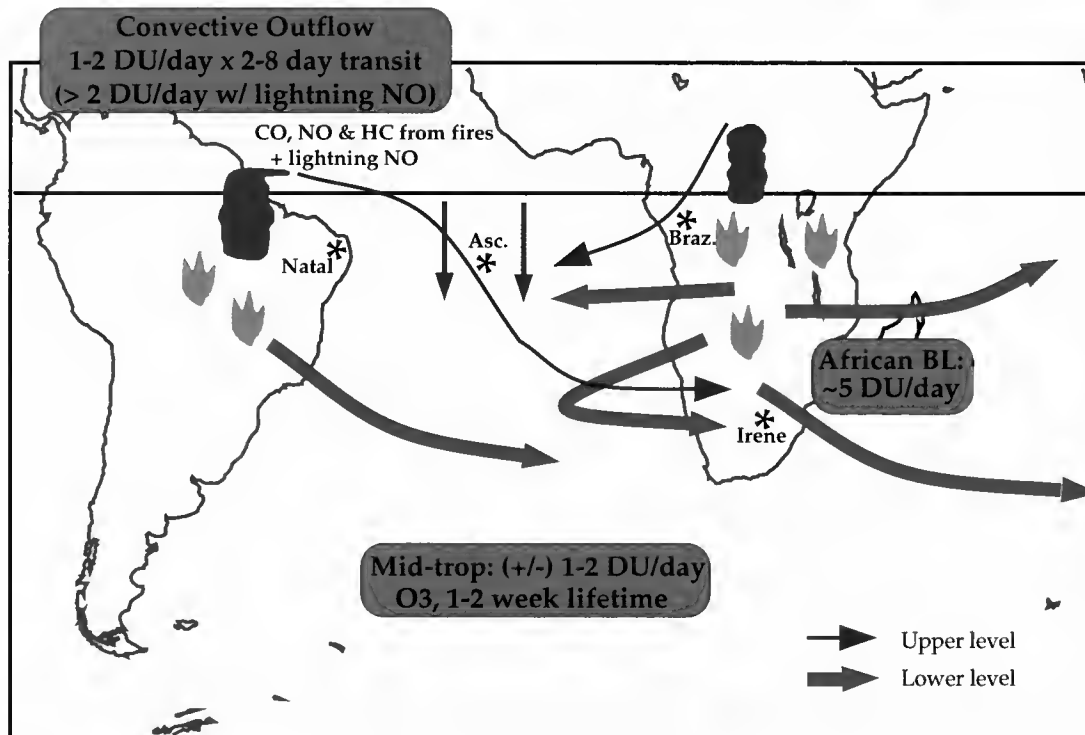 Convective Outflow
1-2 DU/day x 2-8 day transit
(> 2 DU/day w/ lightning NO)
CO, NO & HC from fires
+ lightning NO
Natal*
Asc.
*
*
Braz.
African BL:
~5 DU/day
*
Irene
Mid-trop: (+/-) 1-2 DU/day
O3, 1-2 week lifetime
Upper level
Lower level